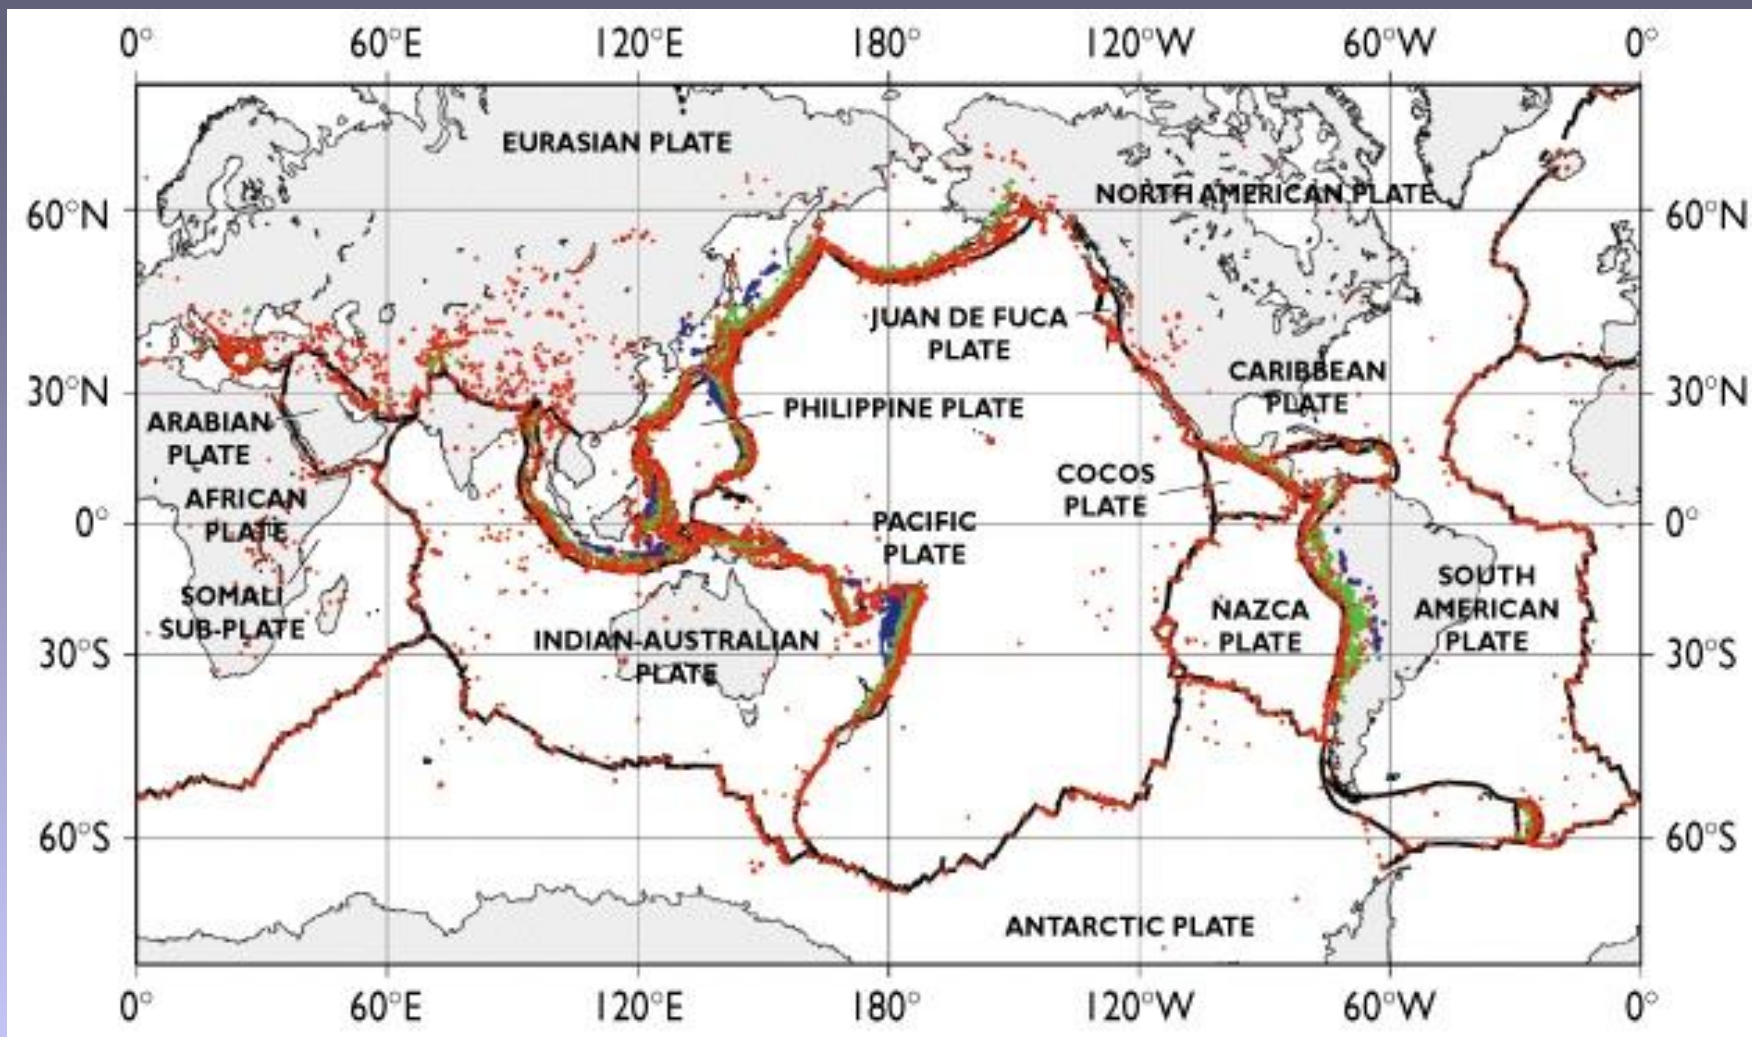 0° 60°E 120°E 180° 120°W 60°W 0°
EURASIAN PLATE
NORTH AMERICAN PLATE
60°N 60°N
JUAN DE FUCA
PLATE
CARIBBEAN
PLATE
30°N 30°N
ARABIAN
PLATE
PHILIPPINE PLATE
COCOS
PLATE
AFRICAN
PLATE
PACIFIC
PLATE
0° 0°
SOMALI
SUB-PLATE
INDIAN-AUSTRALIAN
PLATE
NAZCA
PLATE
SOUTH
AMERICAN
PLATE
30°S 30°S
60°S 60°S
ANTARCTIC PLATE
0° 60°E 120°E 180° 120°W 60°W 0°